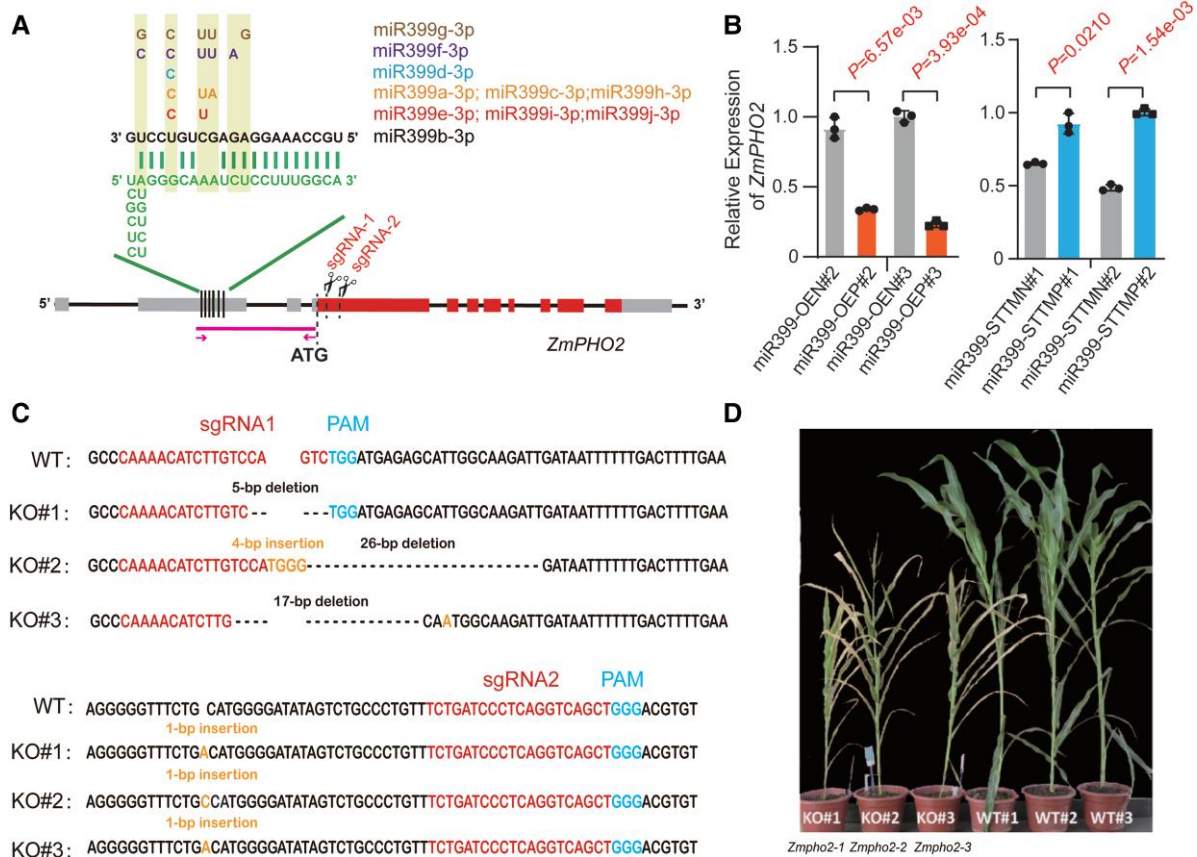 A
G C UU G miR399g-3p
C C UU A miR399f-3p
C miR399d-3p
C UA miR399a-3p; miR399c-3p;miR399h-3p
C U miR399e-3p; miR399i-3p;miR399j-3p
3' GUCCUGUCGAGAGGAAACCGU 5' miR399b-3p
5' UAGGGCAAAUCUCCUUUGGCA 3'
CU
GG
CU
UC
CU
sgRNA-1
sgRNA-2
5' 3'
ATG
ZmPHO2
B
Relative Expression
of ZmPHO2
P=6.57e-03
P=3.93e-04
1.5
1.0
0.5
0
miR399-OEN#2
miR399-OEP#2
miR399-OEN#3
miR399-OEP#3
P=0.0210
P=1.54e-03
1.5
1.0
0.5
0
miR399-STTMN#1
miR399-STTMP#1
miR399-STTMN#2
miR399-STTMP#2
C
sgRNA1 PAM
WT: GCCCAAAACATCTTGTCCA GTCTGGATGAGAGCATTGGCAAGATTGATAATTTTTTGACTTTTGAA
5-bp deletion
KO#1: GCCCAAAACATCTTGTC-- ---TGGATGAGAGCATTGGCAAGATTGATAATTTTTTGACTTTTGAA
4-bp insertion 26-bp deletion
KO#2: GCCCAAAACATCTTGTCCATGGG--------------------------GATAATTTTTTGACTTTTGAA
17-bp deletion
KO#3: GCCCAAAACATCTTG---- -------------CAATGGCAAGATTGATAATTTTTTGACTTTTGAA
sgRNA2 PAM
WT: AGGGGGTTTCTG CATGGGGATATAGTCTGCCCTGTTTCTGATCCCTCAGGTCAGCTGGGACGTGT
1-bp insertion
KO#1: AGGGGGTTTCTGACATGGGGATATAGTCTGCCCTGTTTCTGATCCCTCAGGTCAGCTGGGACGTGT
1-bp insertion
KO#2: AGGGGGTTTCTGCCATGGGGATATAGTCTGCCCTGTTTCTGATCCCTCAGGTCAGCTGGGACGTGT
1-bp insertion
KO#3: AGGGGGTTTCTGACATGGGGATATAGTCTGCCCTGTTTCTGATCCCTCAGGTCAGCTGGGACGTGT
D
KO#1 KO#2 KO#3 WT#1 WT#2 WT#3
Zmpho2-1 Zmpho2-2 Zmpho2-3